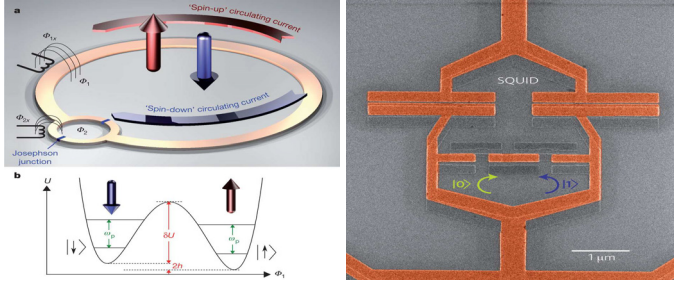 a
'Spin-up' circulating current
Φ1x
Φ1
'Spin-down' circulating current
Φ2x
Φ2
Josephson
junction
b
U
ωp
δU
ωp
|↓⟩
|↑⟩
2h
Φ1
SQUID
|0⟩
|1⟩
1 μm